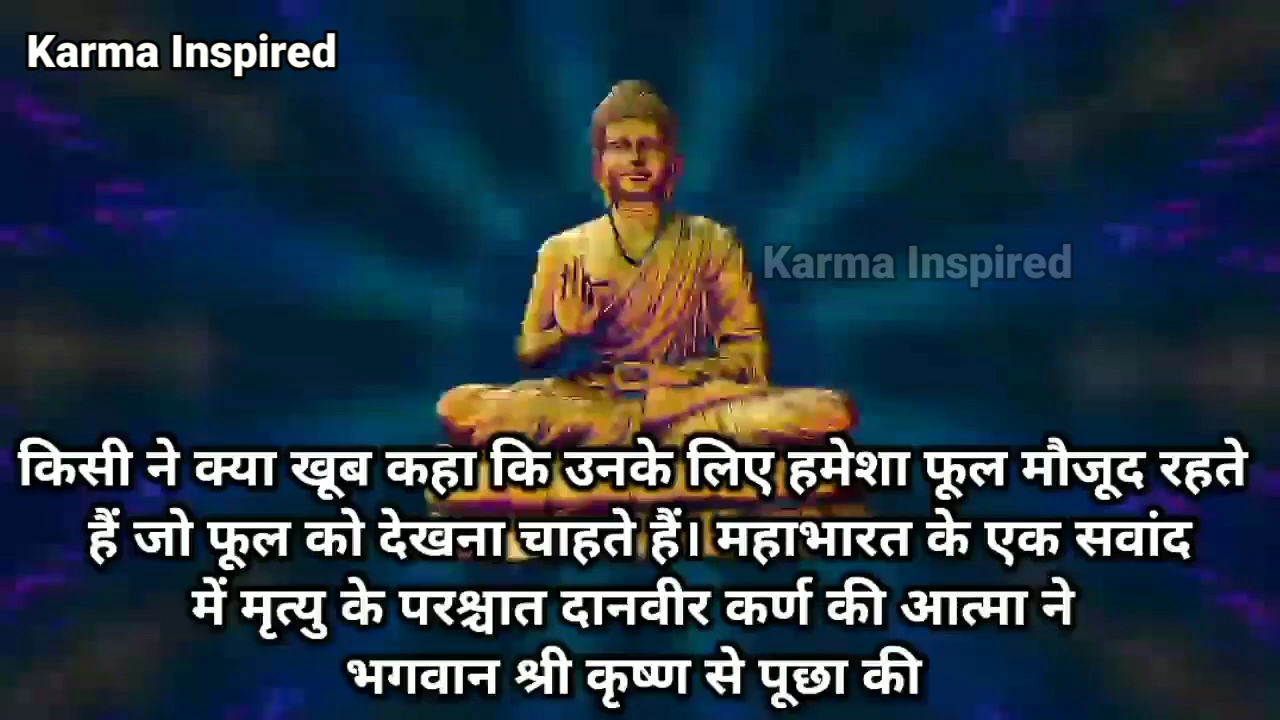 Karma Inspired
Karma Inspired
किसी ने क्या खूब कहा कि उनके लिए हमेशा फूल मौजूद रहते
हैं जो फूल को देखना चाहते हैं। महाभारत के एक सवांद
में मृत्यु के परश्चात दानवीर कर्ण की आत्मा ने
भगवान श्री कृष्ण से पूछा की